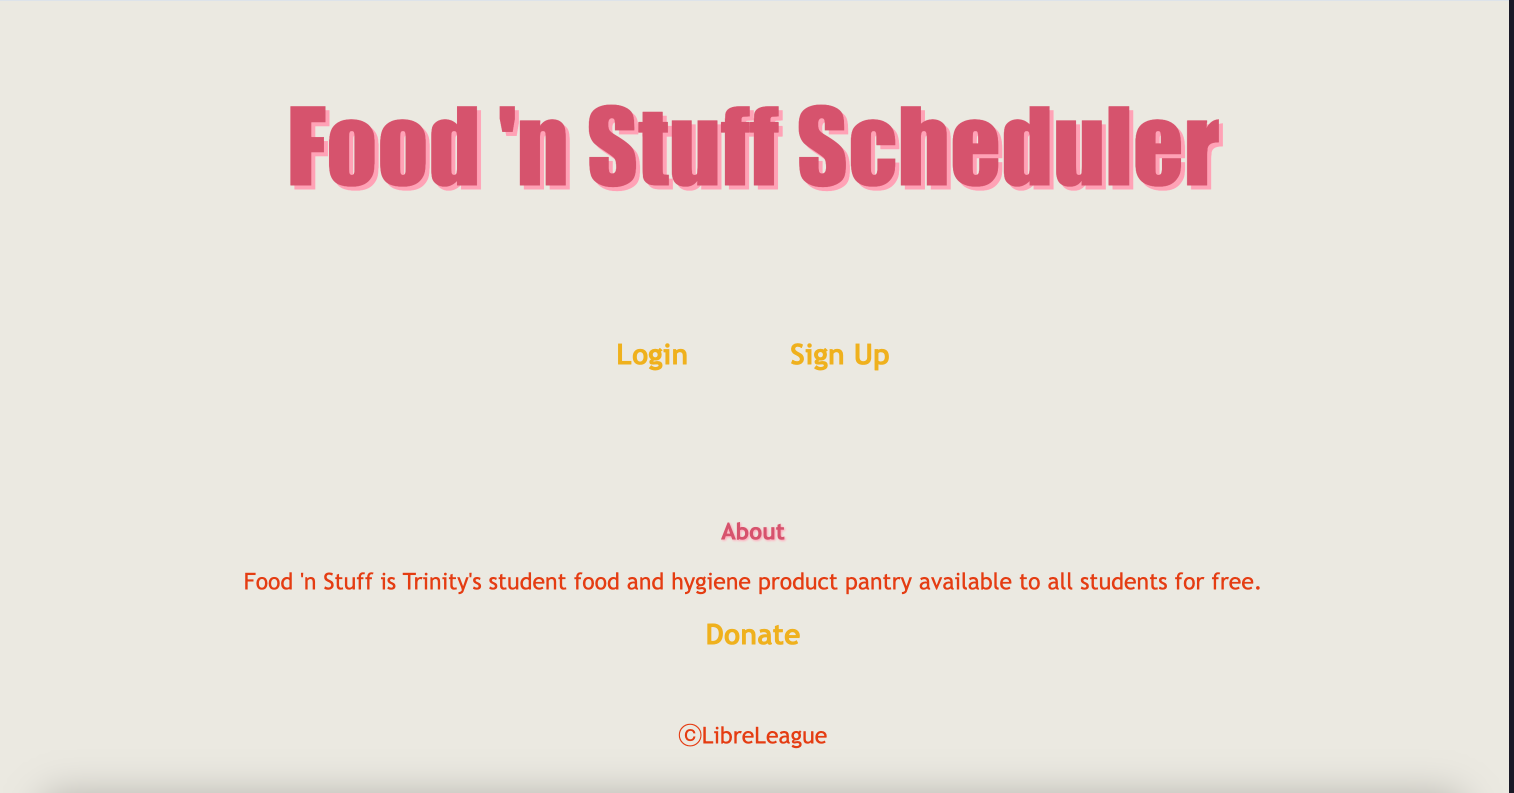 Food 'n Stuff Scheduler
Login Sign Up
About
Food 'n Stuff is Trinity's student food and hygiene product pantry available to all students for free.
Donate
©LibreLeague